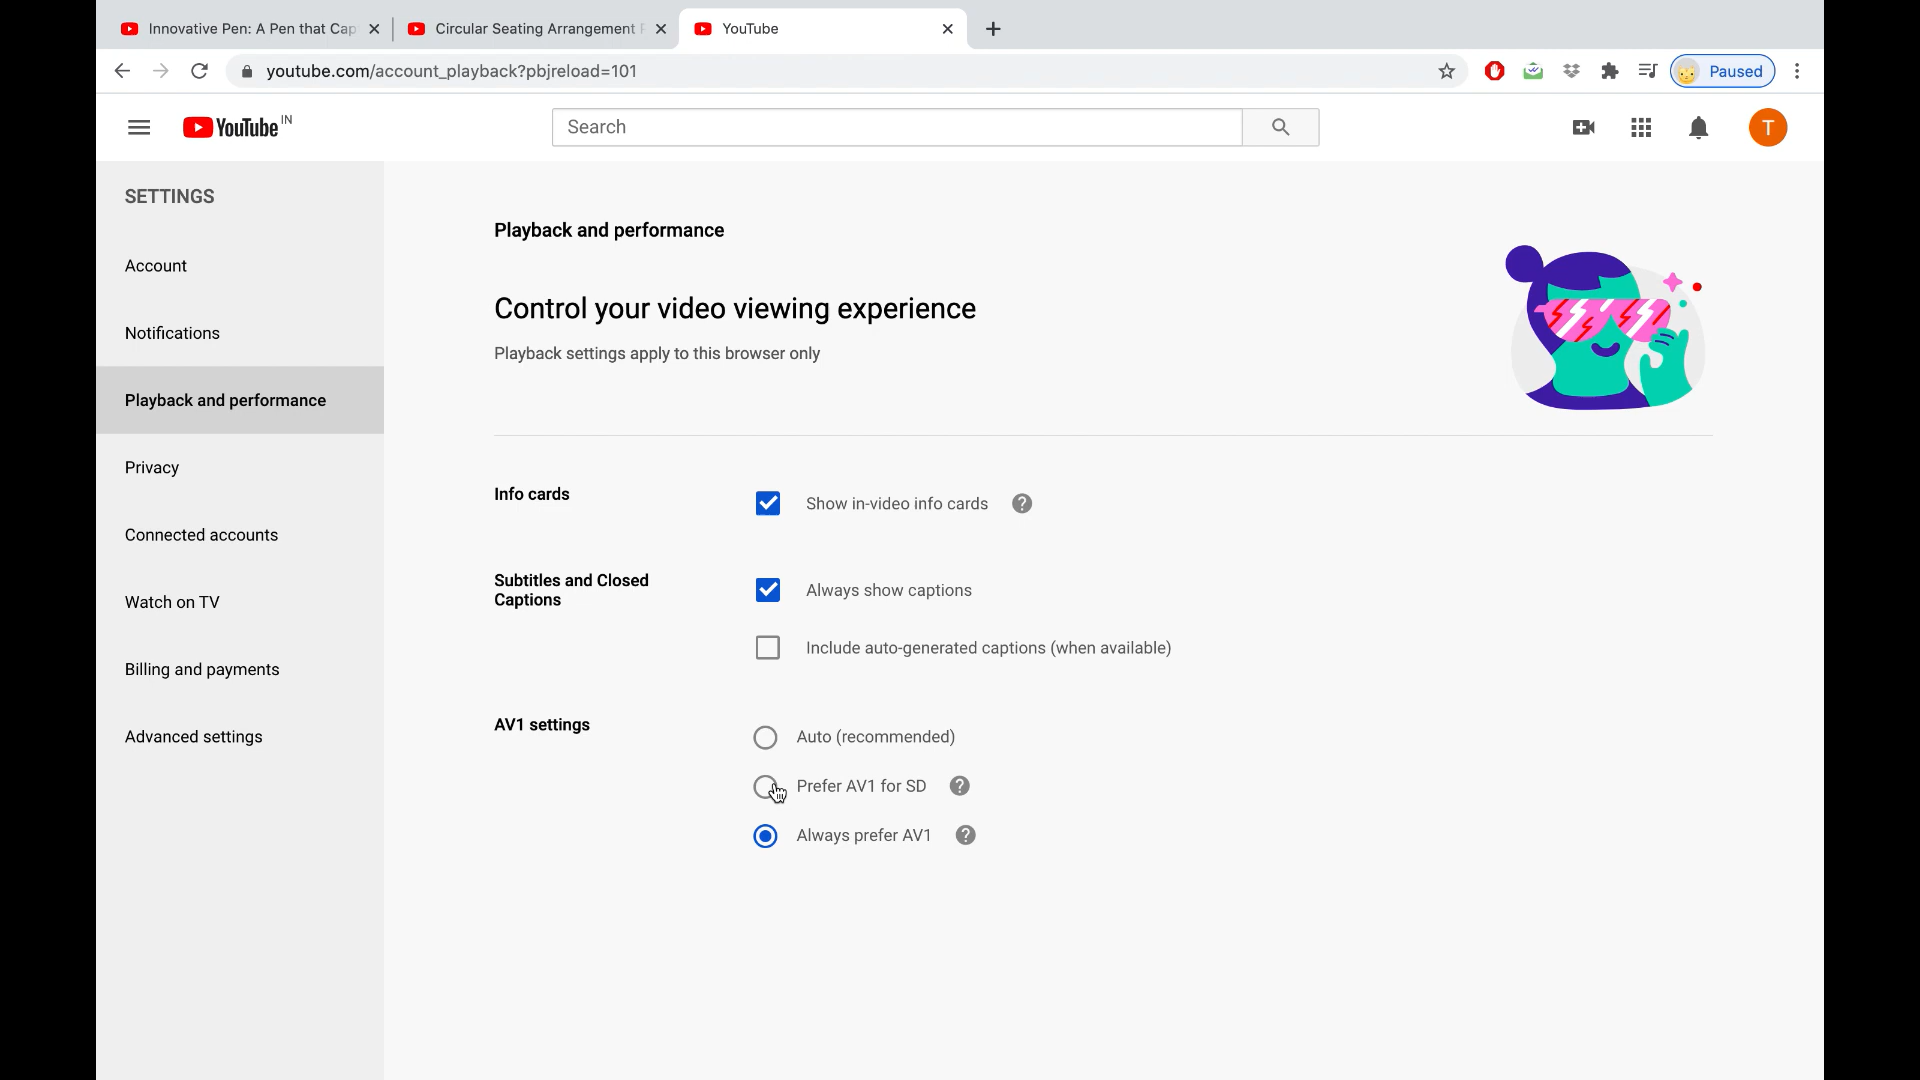 Innovative Pen: A Pen that Cap
Circular Seating Arrangement
YouTube
youtube.com/account_playback?pbjreload=101
Paused
YouTube IN
Search
T
SETTINGS
Account
Notifications
Playback and performance
Privacy
Connected accounts
Watch on TV
Billing and payments
Advanced settings
Playback and performance
Control your video viewing experience
Playback settings apply to this browser only
Info cards
Show in-video info cards ?
Subtitles and Closed
Captions
Always show captions
Include auto-generated captions (when available)
AV1 settings
Auto (recommended)
Prefer AV1 for SD ?
Always prefer AV1 ?